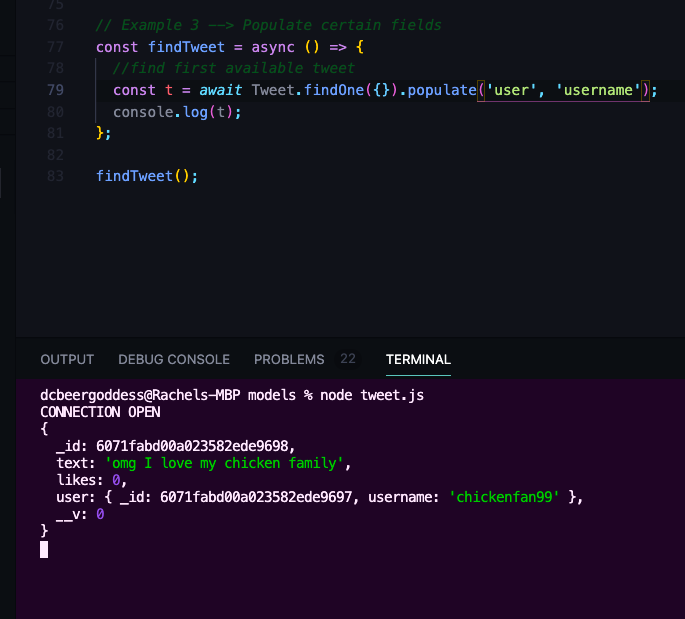 75
76 // Example 3 --> Populate certain fields
77 const findTweet = async () => {
78 //find first available tweet
79 const t = await Tweet.findOne({}).populate('user', 'username');
80 console.log(t);
81 };
82
83 findTweet();
OUTPUT DEBUG CONSOLE PROBLEMS 22 TERMINAL
dcbeergoddess@Rachels-MBP models % node tweet.js
CONNECTION OPEN
{
_id: 6071fabd00a023582ede9698,
text: 'omg I love my chicken family',
likes: 0,
user: { _id: 6071fabd00a023582ede9697, username: 'chickenfan99' },
__v: 0
}